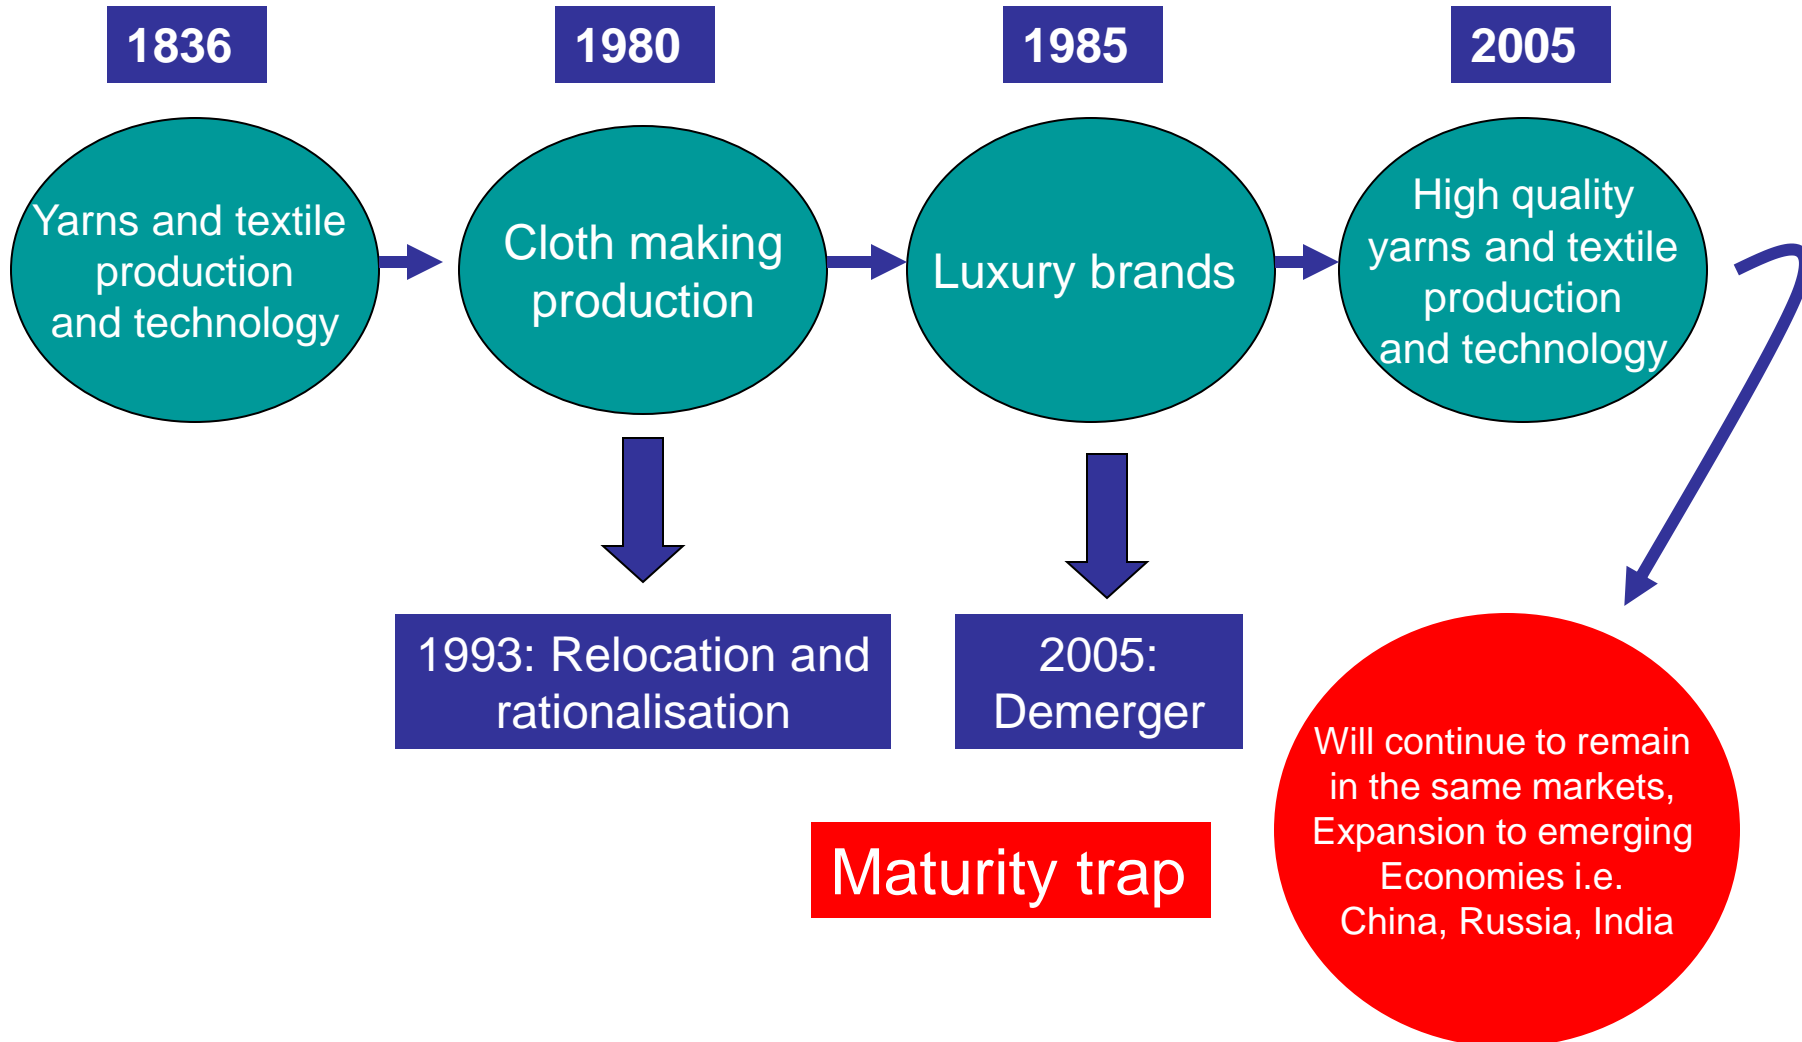 1836
1980
1985
2005
Yarns and textile
production
and technology
Cloth making
production
Luxury brands
High quality
yarns and textile
production
and technology
1993: Relocation and
rationalisation
2005:
Demerger
Maturity trap
Will continue to remain
in the same markets,
Expansion to emerging
Economies i.e.
China, Russia, India